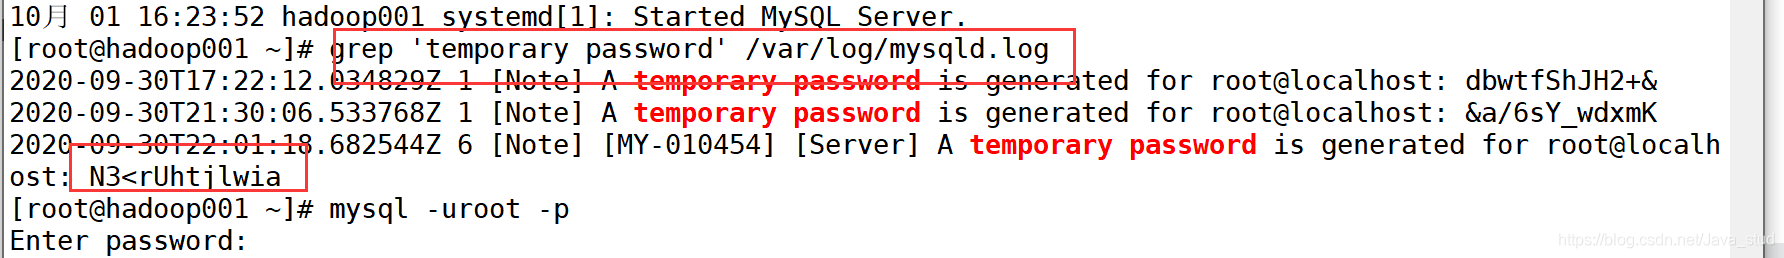 10月 01 16:23:52 hadoop001 systemd[1]: Started MySQL Server.
[root@hadoop001 ~]# grep 'temporary password' /var/log/mysqld.log
2020-09-30T17:22:12.034829Z 1 [Note] A temporary password is generated for root@localhost: dbwtfShJH2+&
2020-09-30T21:30:06.533768Z 1 [Note] A temporary password is generated for root@localhost: &a/6sY_wdxmK
2020-09-30T22:01:18.682544Z 6 [Note] [MY-010454] [Server] A temporary password is generated for root@localh
ost: N3<rUhtjlwia
[root@hadoop001 ~]# mysql -uroot -p
Enter password:
https://blog.csdn.net/Java_stud